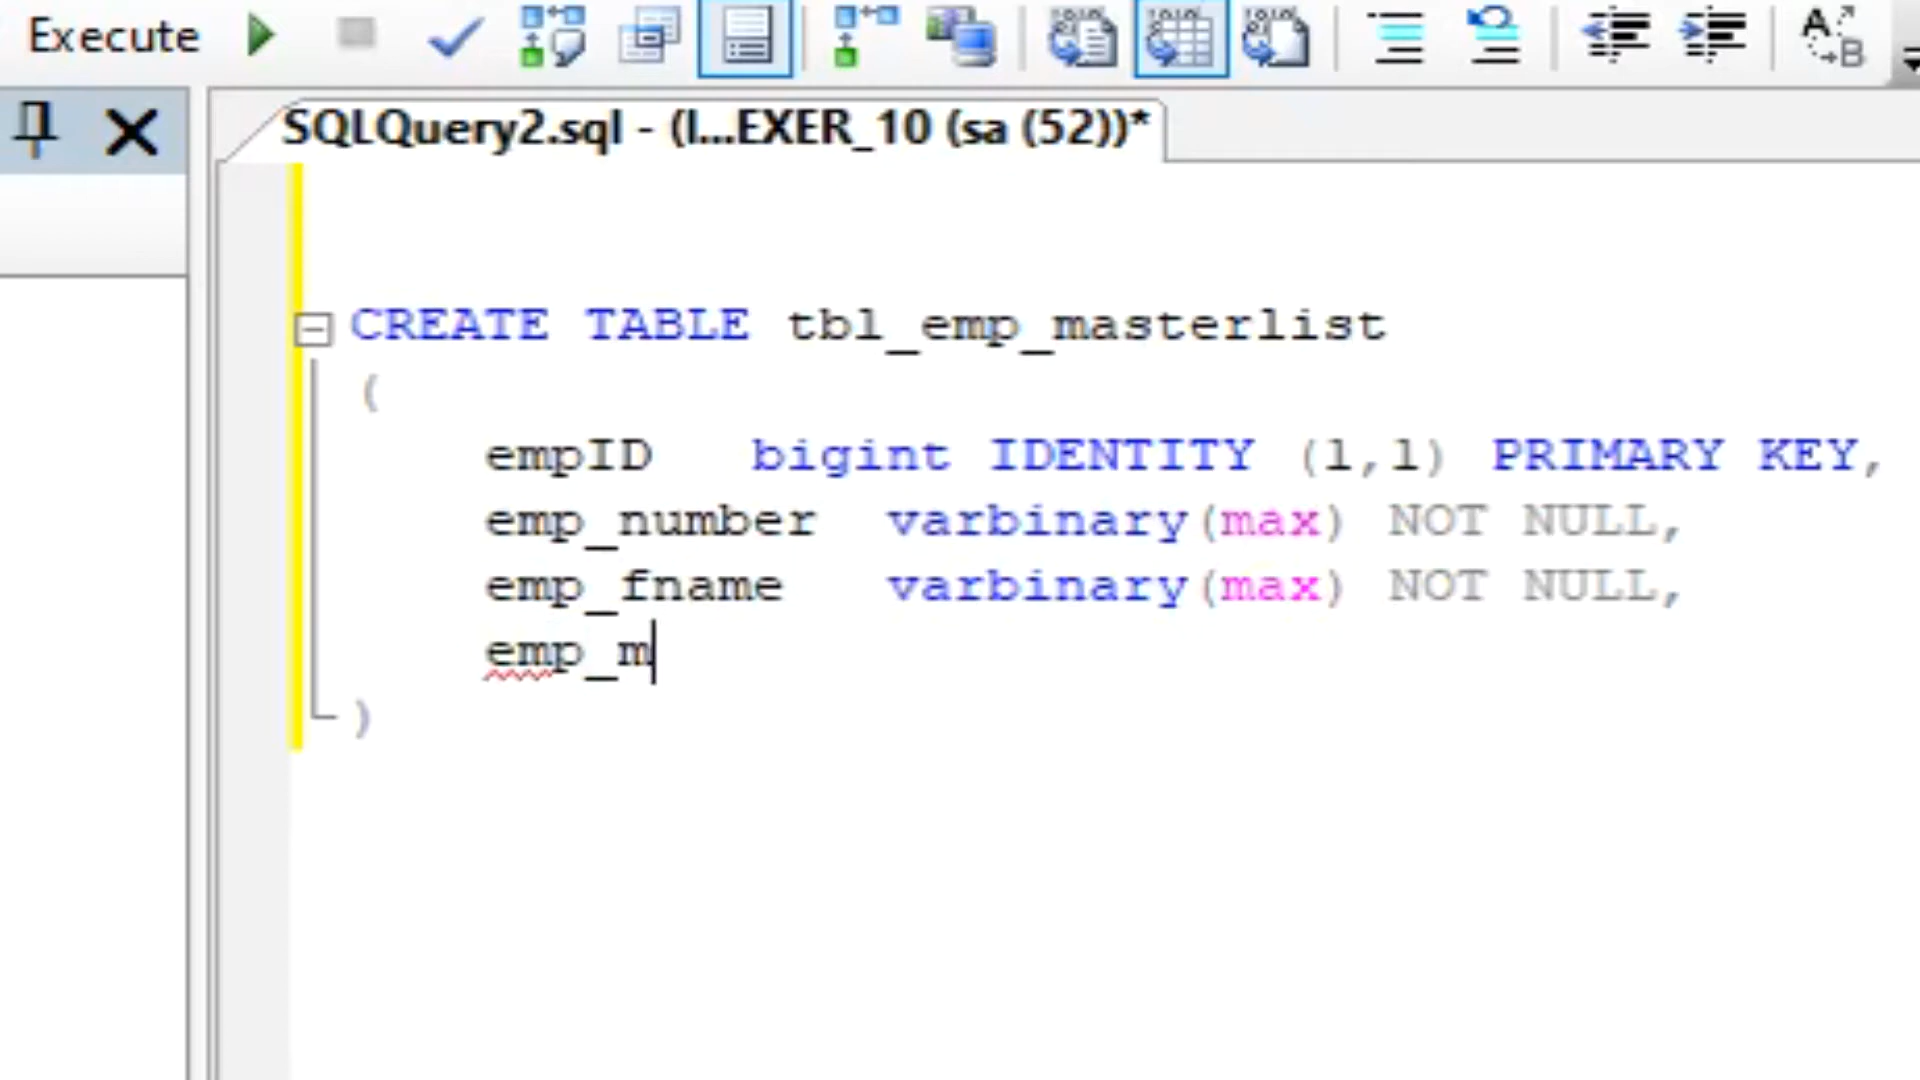 Execute
SQLQuery2.sql - (l...EXER_10 (sa (52))*
CREATE TABLE tbl_emp_masterlist
(
empID bigint IDENTITY (1,1) PRIMARY KEY,
emp_number varbinary(max) NOT NULL,
emp_fname varbinary(max) NOT NULL,
emp_m
)